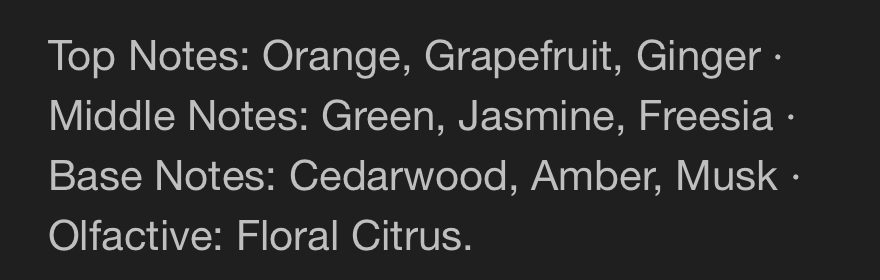 Top Notes: Orange, Grapefruit, Ginger ·
Middle Notes: Green, Jasmine, Freesia ·
Base Notes: Cedarwood, Amber, Musk ·
Olfactive: Floral Citrus.